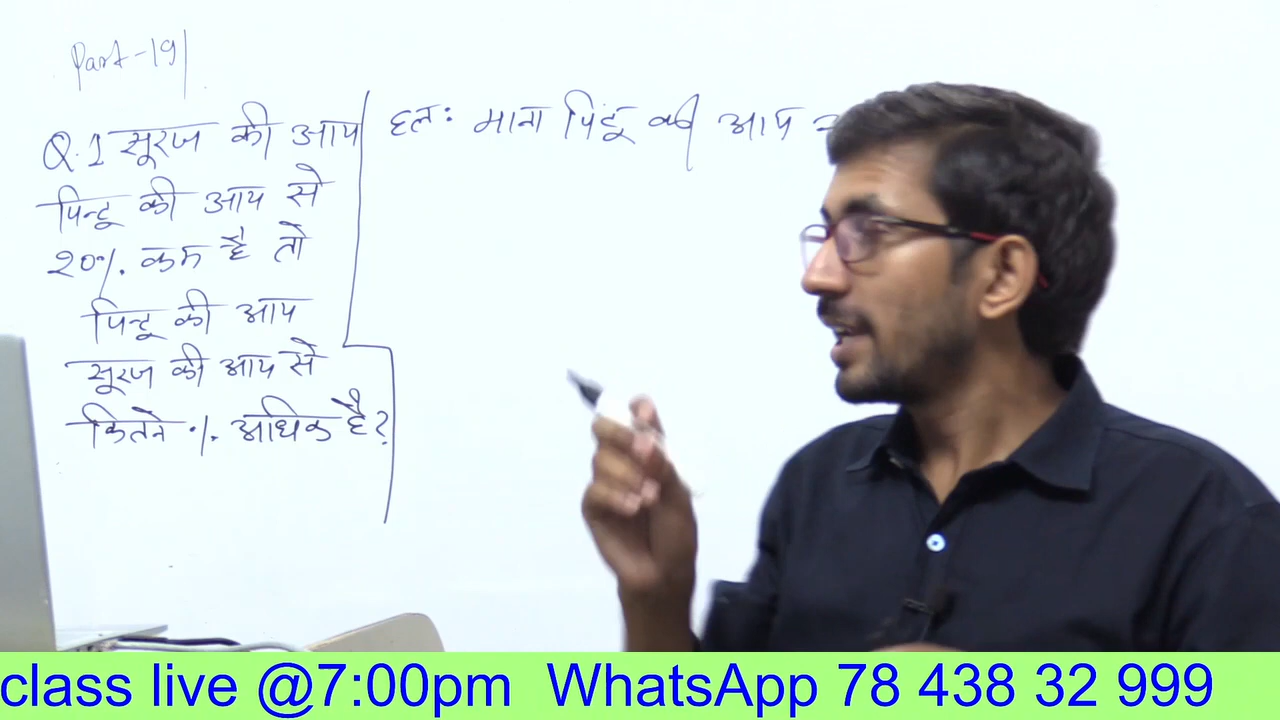 Part-19
Q.1 सूरज की आय
पिन्टू की आय से
20%. कम है तो
पिन्टू की आय
सूरज की आय से
कितने %. अधिक है?
हल: माना पिंटू की आय
class live @7:00pm WhatsApp 78 438 32 999